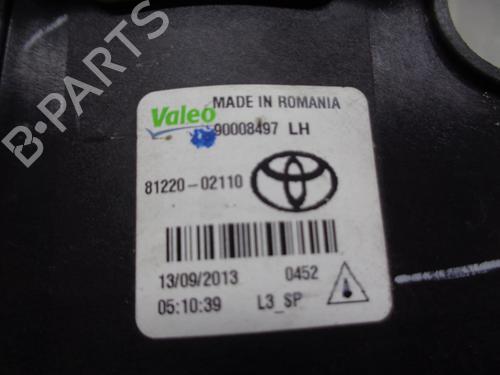 B-PARTS
Valeo MADE IN ROMANIA
90008497 LH
81220-02110
13/09/2013 0452
05:10:39 L3_SP